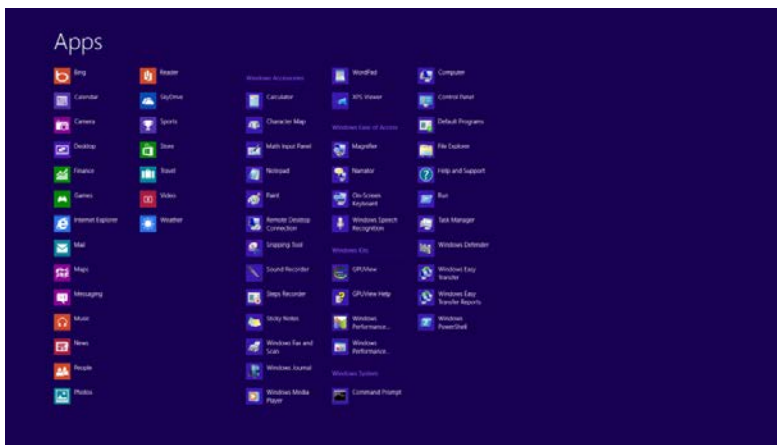 Apps
Bing
Calendar
Camera
Desktop
Finance
Games
Internet Explorer
Mail
Maps
Messaging
Music
News
People
Photos
Reader
SkyDrive
Sports
Store
Travel
Video
Weather
Windows Accessories
Calculator
Character Map
Math Input Panel
Notepad
Paint
Remote Desktop
Connection
Snipping Tool
Sound Recorder
Steps Recorder
Sticky Notes
Windows Fax and
Scan
Windows Journal
Windows Media
Player
WordPad
XPS Viewer
Windows Ease of Access
Magnifier
Narrator
On-Screen
Keyboard
Windows Speech
Recognition
Windows Kits
GPUView
GPUView Help
Windows
Performance...
Windows
Performance...
Windows System
Command Prompt
Computer
Control Panel
Default Programs
File Explorer
Help and Support
Run
Task Manager
Windows Defender
Windows Easy
Transfer
Windows Easy
Transfer Reports
Windows
PowerShell